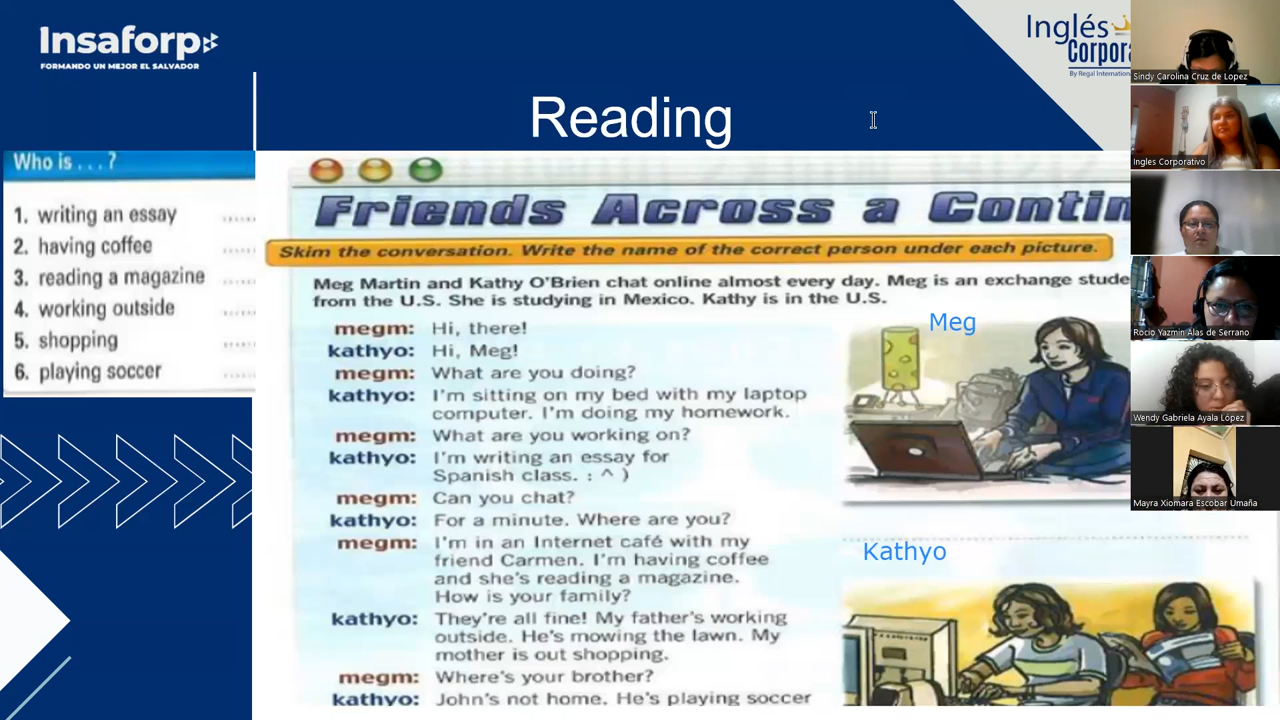 Insaforp
FORMANDO UN MEJOR EL SALVADOR
Inglés
By Regal
Reading
Who is . . . ?
1. writing an essay
2. having coffee
3. reading a magazine
4. working outside
5. shopping
6. playing soccer
Friends Across a
Skim the conversation. Write the name of the correct person under each picture.
Meg Martin and Kathy O'Brien chat online almost every day. Meg is an exchange
from the U.S. She is studying in Mexico. Kathy is in the U.S.
megm: Hi, there!
kathyo: Hi, Meg!
megm: What are you doing?
kathyo: I'm sitting on my bed with my laptop
computer. I'm doing my homework.
megm: What are you working on?
kathyo: I'm writing an essay for
Spanish class. : ^ )
megm: Can you chat?
kathyo: For a minute. Where are you?
megm: I'm in an Internet café with my
friend Carmen. I'm having coffee
and she's reading a magazine.
How is your family?
kathyo: They're all fine! My father's working
outside. He's mowing the lawn. My
mother is out shopping.
megm: Where's your brother?
kathyo: John's not home. He's playing soccer
Meg
Kathyo
Sindy Carolina Cruz de Lopez
Ingles Corporativo
Rocio Yazmin Alas de Serrano
Wendy Gabriela Ayala López
Mayra Xiomara Escobar Umaña